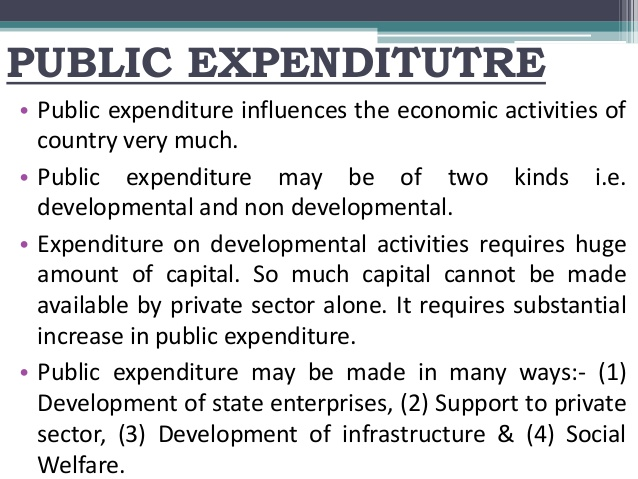 PUBLIC EXPENDITUTRE
• Public expenditure influences the economic activities of
country very much.
• Public expenditure may be of two kinds i.e.
developmental and non developmental.
• Expenditure on developmental activities requires huge
amount of capital. So much capital cannot be made
available by private sector alone. It requires substantial
increase in public expenditure.
• Public expenditure may be made in many ways:- (1)
Development of state enterprises, (2) Support to private
sector, (3) Development of infrastructure & (4) Social
Welfare.